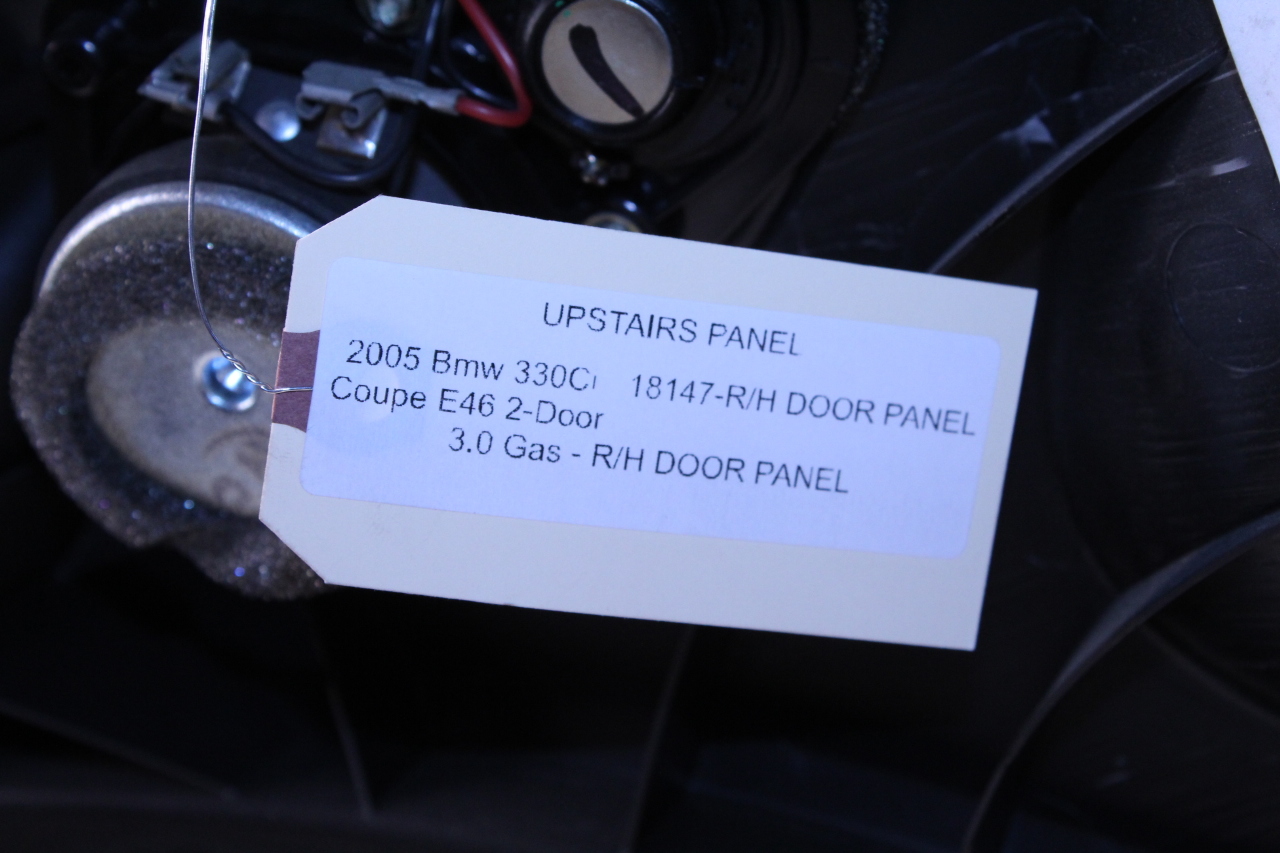 UPSTAIRS PANEL
2005 Bmw 330Ci 18147-R/H DOOR PANEL
Coupe E46 2-Door
3.0 Gas - R/H DOOR PANEL